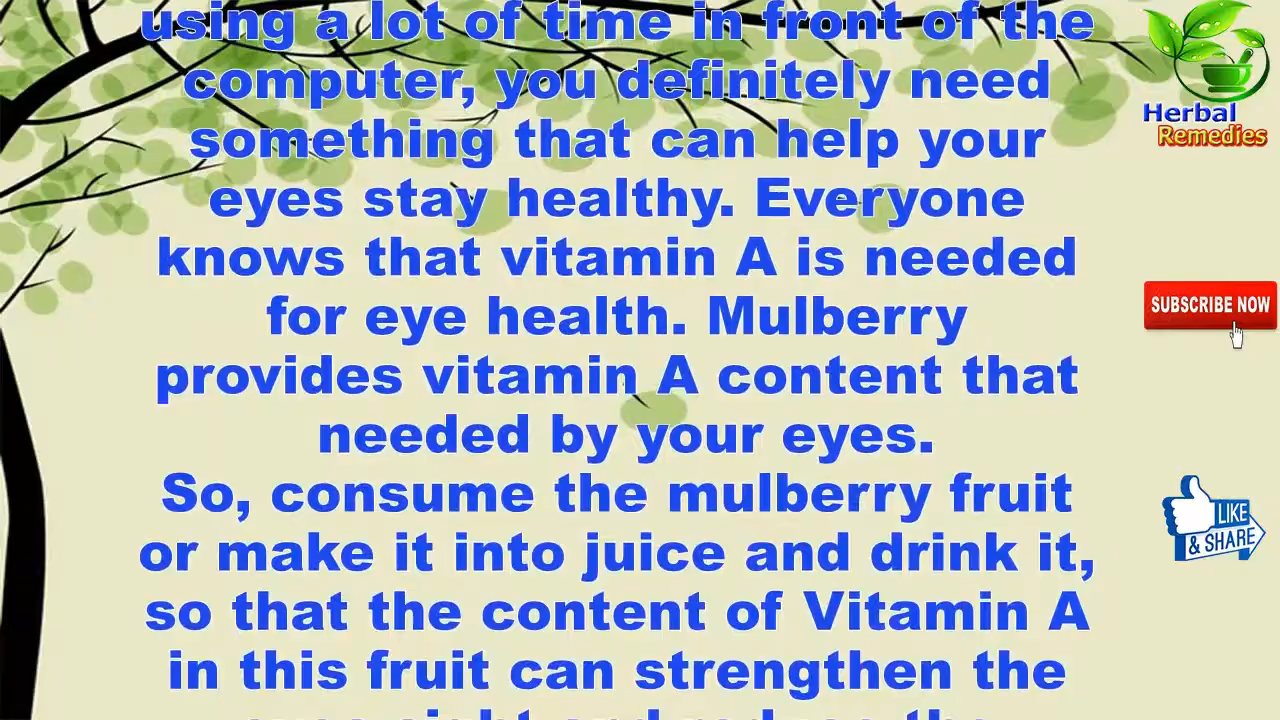 using a lot of time in front of the
computer, you definitely need
something that can help your
eyes stay healthy. Everyone
knows that vitamin A is needed
for eye health. Mulberry
provides vitamin A content that
needed by your eyes.
So, consume the mulberry fruit
or make it into juice and drink it,
so that the content of Vitamin A
in this fruit can strengthen the
Herbal
Remedies
SUBSCRIBE NOW
LIKE
& SHARE